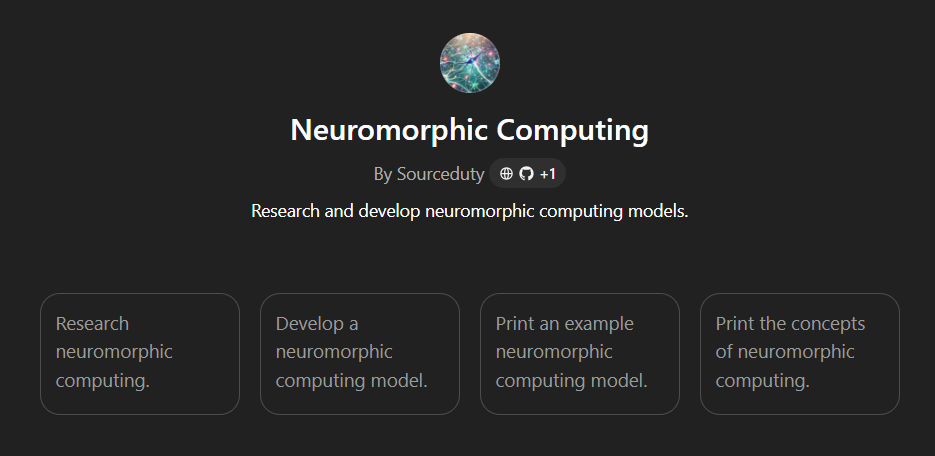 Neuromorphic Computing
By Sourceduty +1
Research and develop neuromorphic computing models.
Research
neuromorphic
computing.
Develop a
neuromorphic
computing model.
Print an example
neuromorphic
computing model.
Print the concepts
of neuromorphic
computing.